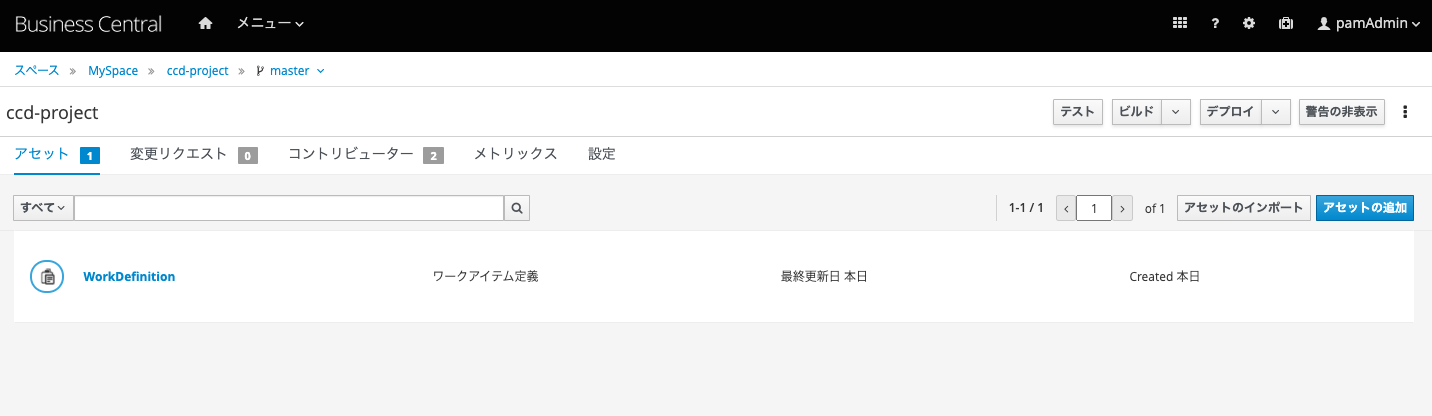 Business Central メニュー ? pamAdmin
スペース » MySpace » ccd-project » master
ccd-project テスト ビルド デプロイ 警告の非表示
アセット 1 変更リクエスト 0 コントリビューター 2 メトリックス 設定
すべて 1-1 / 1 < 1 > of 1 アセットのインポート アセットの追加
WorkDefinition ワークアイテム定義 最終更新日 本日 Created 本日